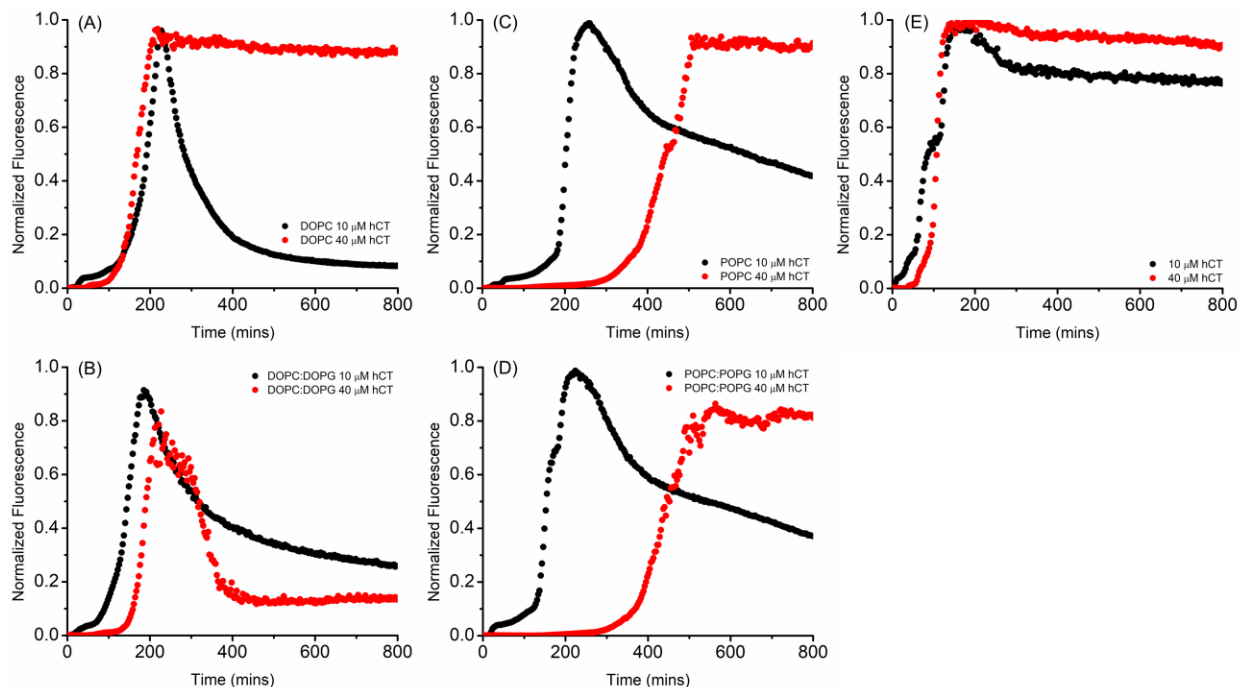 (A)
Normalized Fluorescence
1.0
0.8
0.6
0.4
0.2
0.0
DOPC 10 μM hCT
DOPC 40 μM hCT
0 200 400 600 800
Time (mins)
(C)
Normalized Fluorescence
1.0
0.8
0.6
0.4
0.2
0.0
POPC 10 μM hCT
POPC 40 μM hCT
0 200 400 600 800
Time (mins)
(E)
Normalized Fluorescence
1.0
0.8
0.6
0.4
0.2
0.0
10 μM hCT
40 μM hCT
0 200 400 600 800
Time (mins)
(B)
Normalized Fluorescence
1.0
0.8
0.6
0.4
0.2
0.0
DOPC:DOPG 10 μM hCT
DOPC:DOPG 40 μM hCT
0 200 400 600 800
Time (mins)
(D)
Normalized Fluorescence
1.0
0.8
0.6
0.4
0.2
0.0
POPC:POPG 10 μM hCT
POPC:POPG 40 μM hCT
0 200 400 600 800
Time (mins)